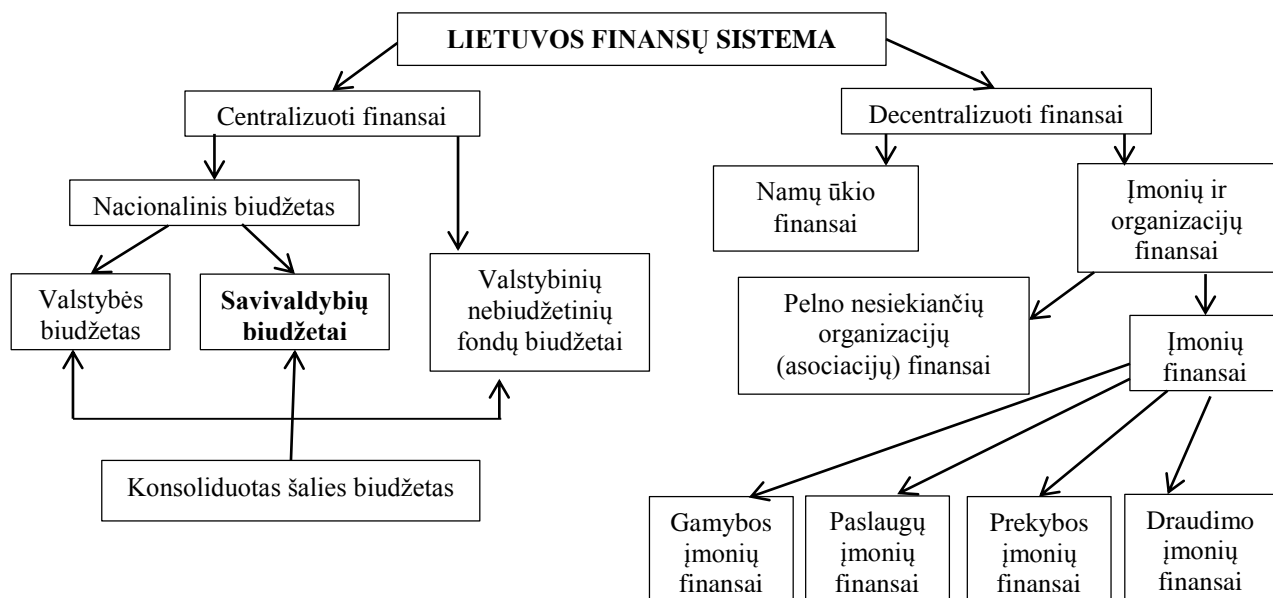 LIETUVOS FINANSŲ SISTEMA
Centralizuoti finansai
Decentralizuoti finansai
Nacionalinis biudžetas
Namų ūkio
finansai
Įmonių ir
organizacijų
finansai
Valstybės
biudžetas
Savivaldybių
biudžetai
Valstybinių
nebiudžetinių
fondų biudžetai
Pelno nesiekiančių
organizacijų
(asociacijų) finansai
Įmonių
finansai
Konsoliduotas šalies biudžetas
Gamybos
įmonių
finansai
Paslaugų
įmonių
finansai
Prekybos
įmonių
finansai
Draudimo
įmonių
finansai